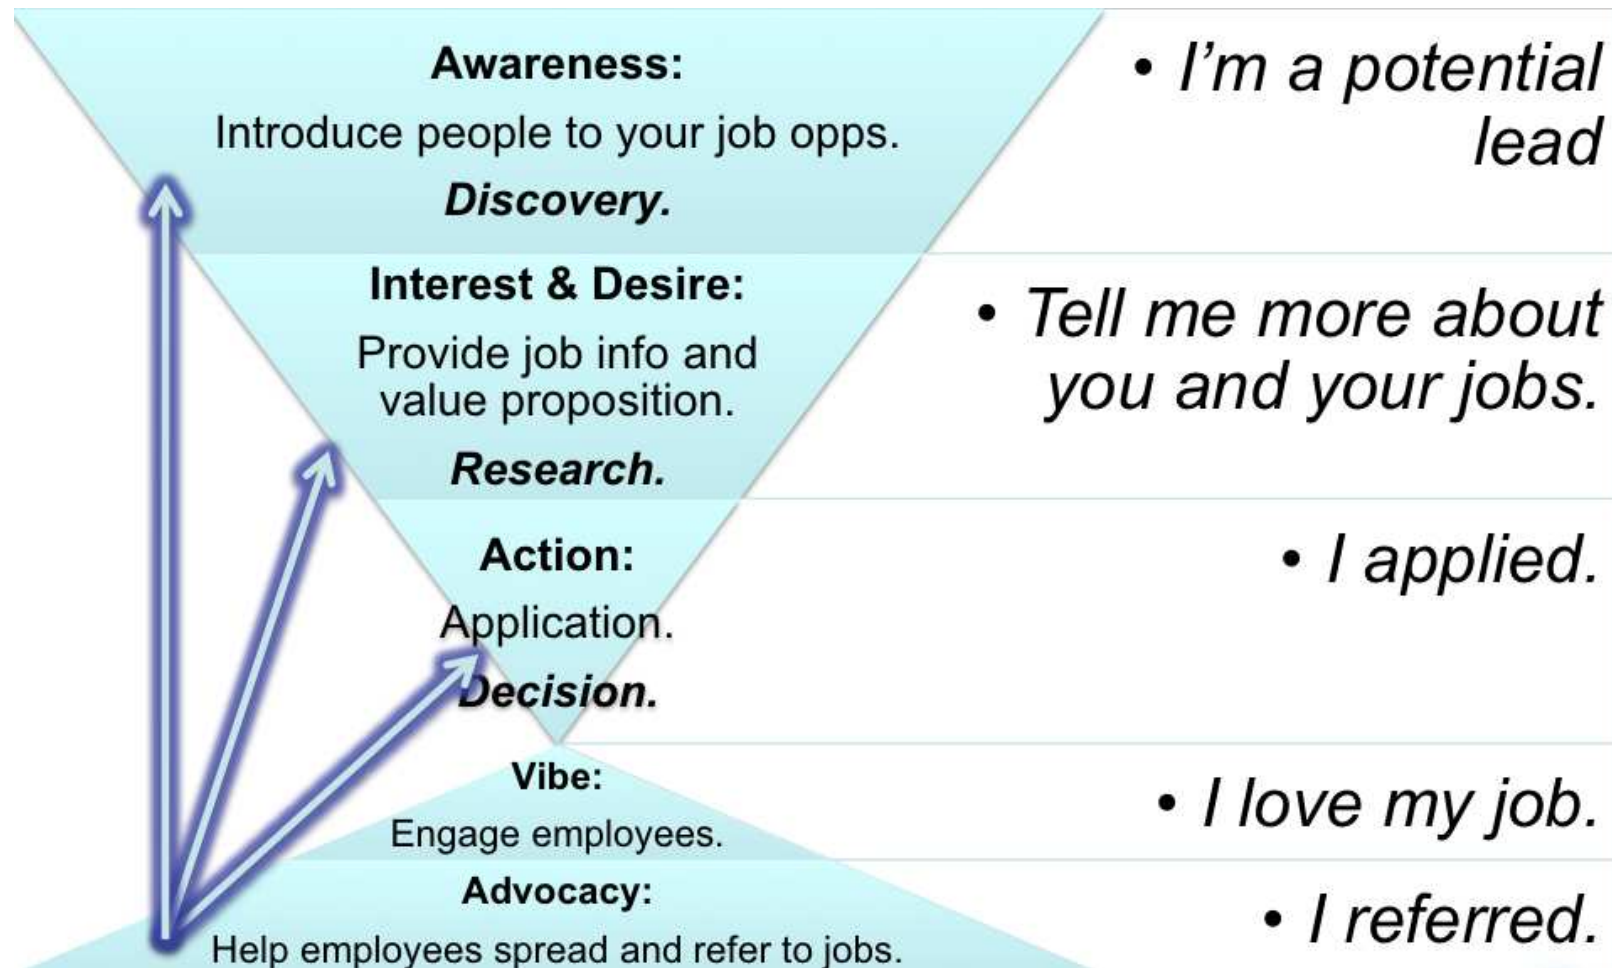 Awareness:
Introduce people to your job opps.
Discovery.
• I’m a potential
lead
Interest & Desire:
Provide job info and
value proposition.
Research.
• Tell me more about
you and your jobs.
Action:
Application.
Decision.
• I applied.
Vibe:
Engage employees.
• I love my job.
Advocacy:
Help employees spread and refer to jobs.
• I referred.